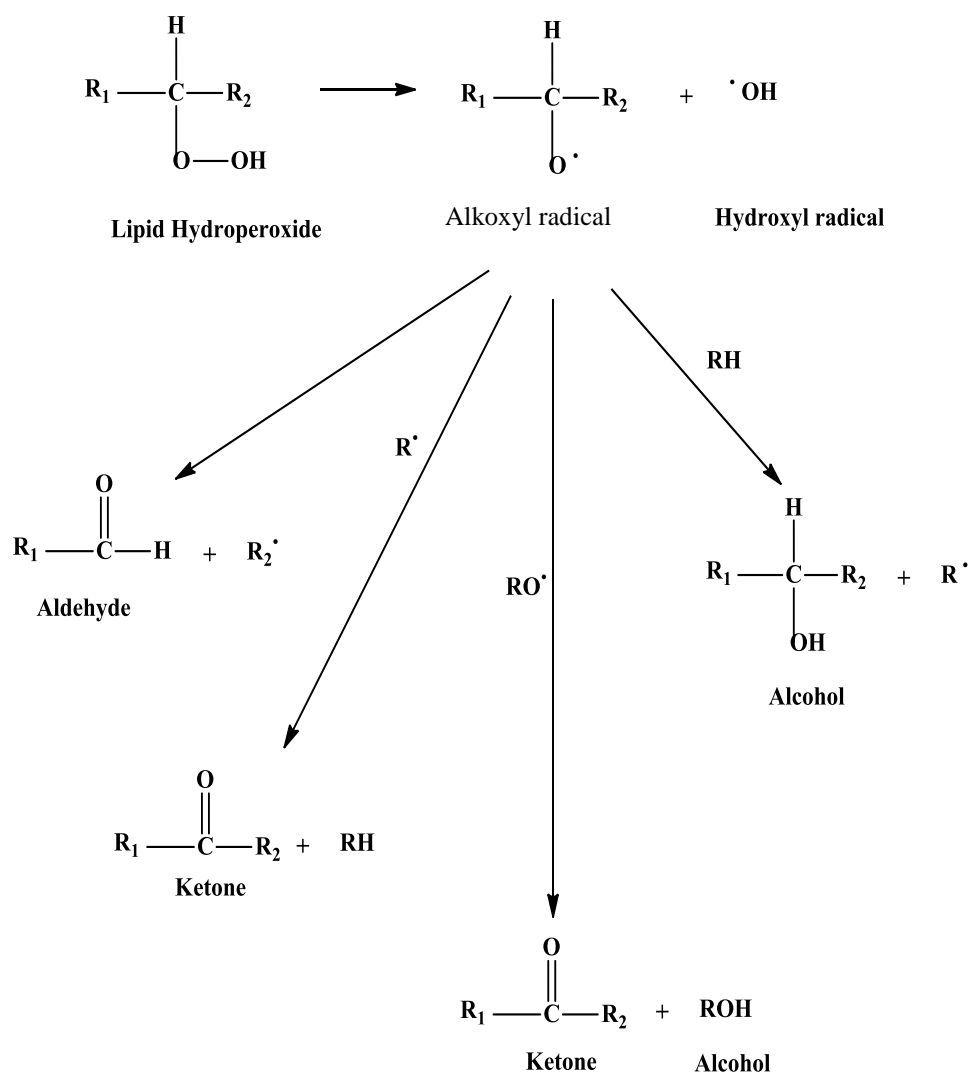 H H
R₁ C R₂ R₁ C R₂ + ˙OH
O OH O˙
Lipid Hydroperoxide Alkoxyl radical Hydroxyl radical
RH
R˙
O H
R₁ C H + R₂˙
RO˙
R₁ C R₂ + R˙
Aldehyde
OH
Alcohol
O
R₁ C R₂ + RH
Ketone
O
R₁ C R₂ + ROH
Ketone Alcohol